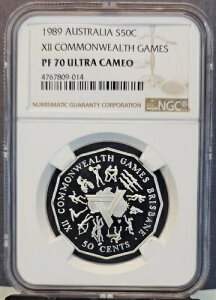 1989 AUSTRALIA S50C
XII COMMONWEALTH GAMES
PF 70 ULTRA CAMEO
4767809-014
NUMISMATIC GUARANTY CORPORATION
NGC
XII COMMONWEALTH GAMES BRISBANE
50 CENTS